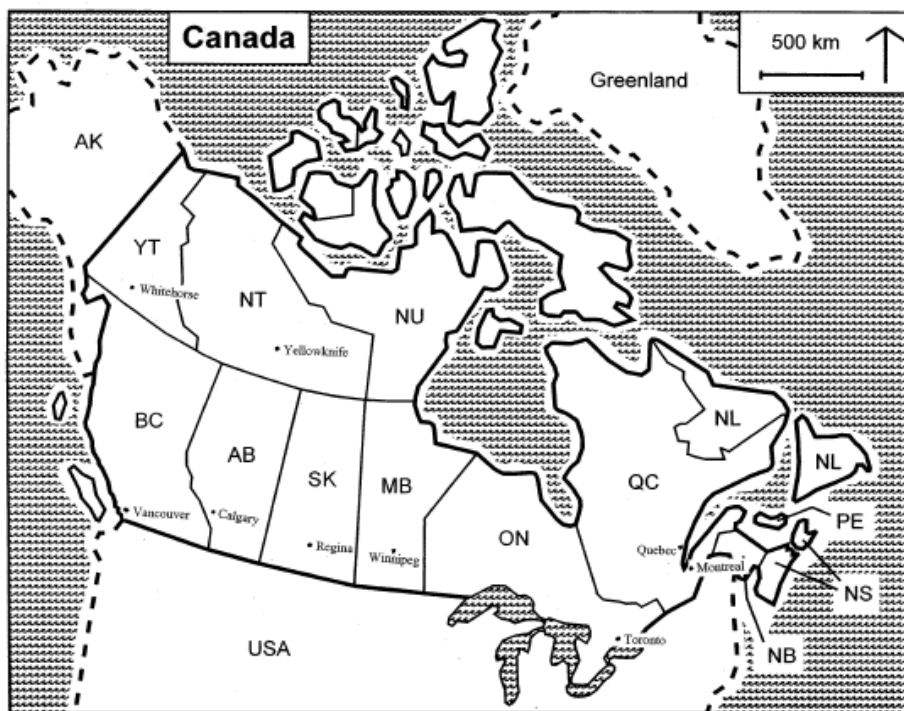 Canada
500 km
Greenland
AK
YT
Whitehorse
NT
NU
Yellowknife
BC
AB
SK
MB
NL
NL
QC
ON
PE
Vancouver
Calgary
Regina
Winnipeg
Quebec
Montreal
NS
Toronto
USA
NB